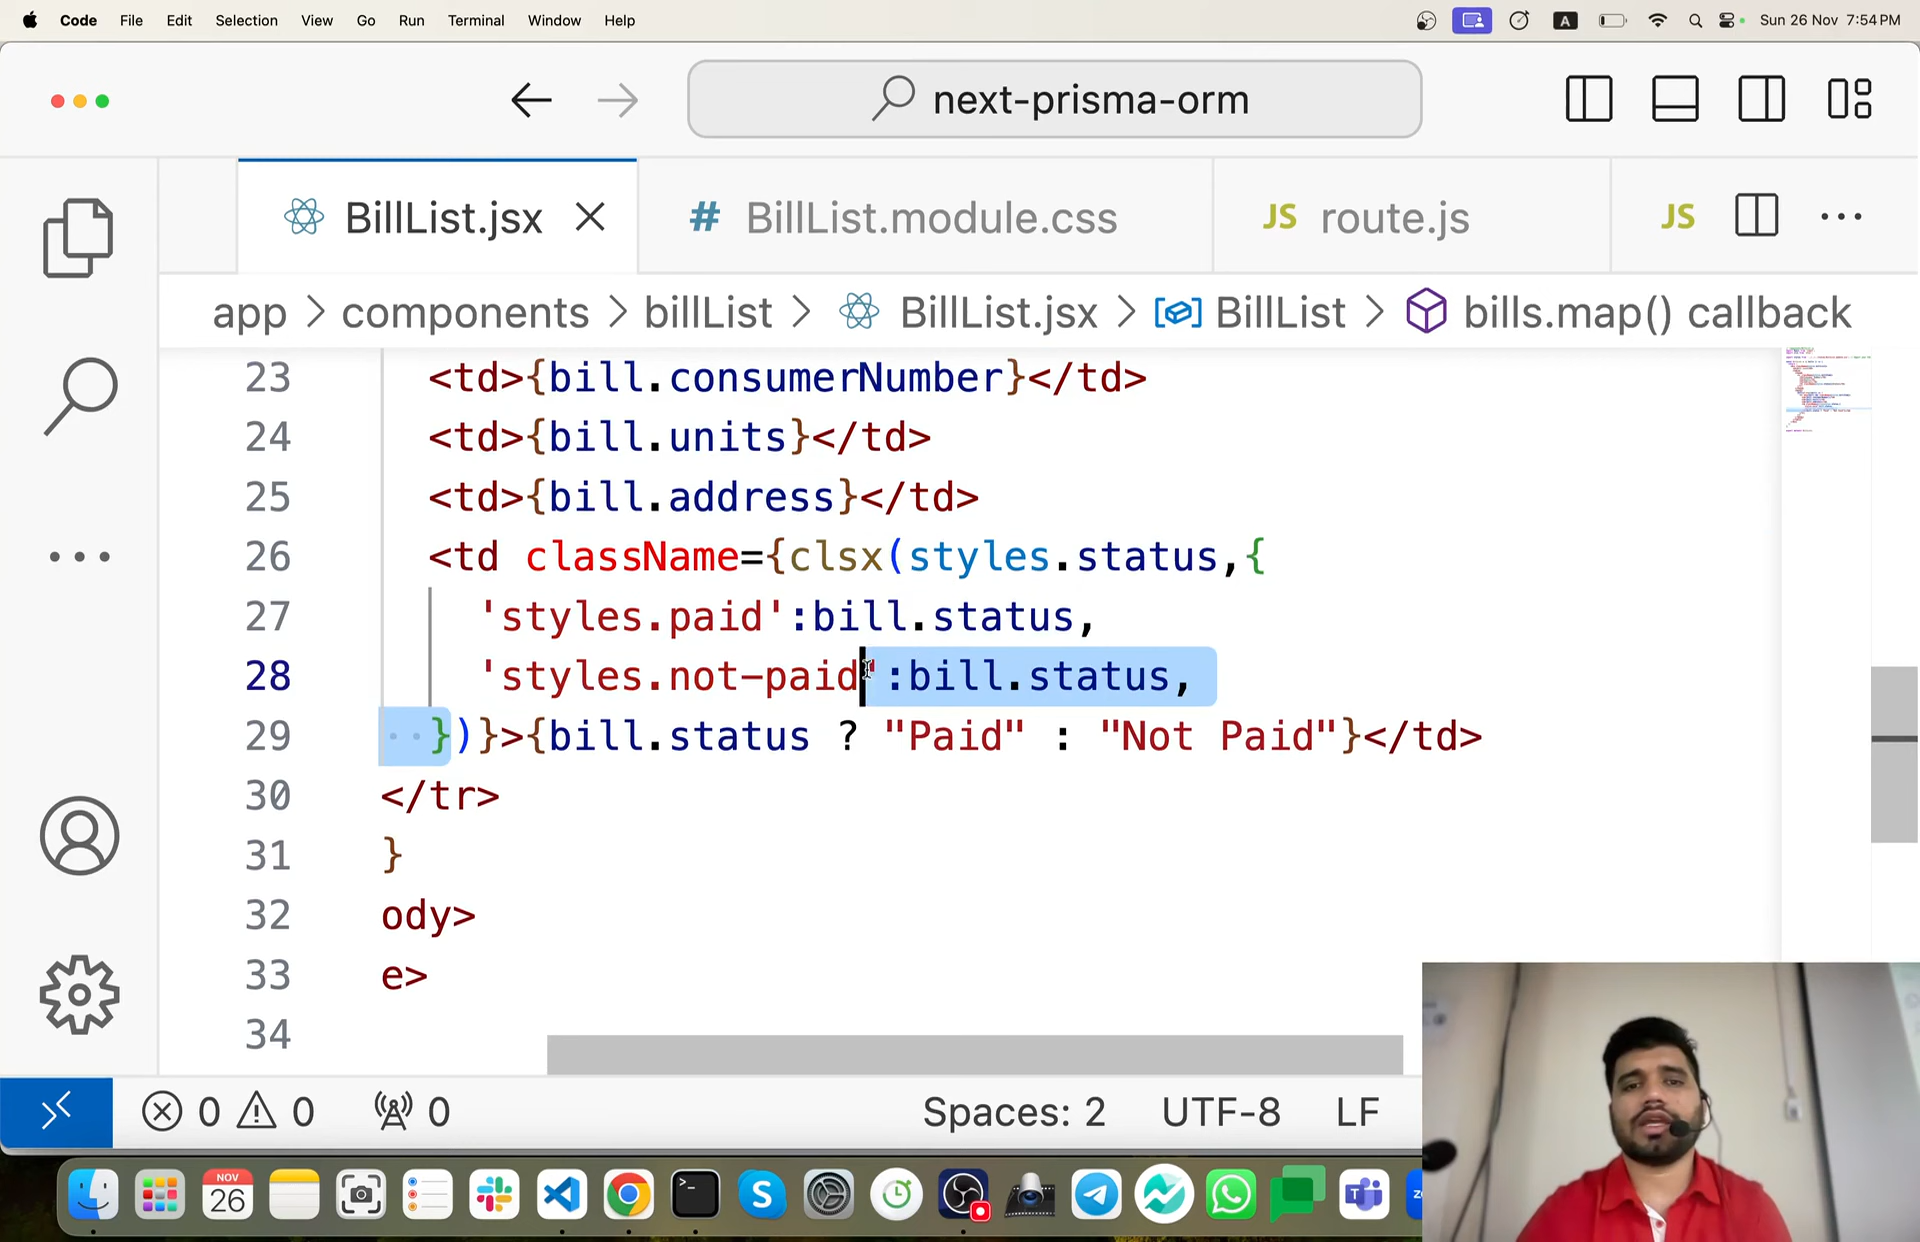 Code File Edit Selection View Go Run Terminal Window Help A Sun 26 Nov 7:54 PM
next-prisma-orm
BillList.jsx # BillList.module.css JS route.js JS
app > components > billList > BillList.jsx > BillList > bills.map() callback
23 <td>{bill.consumerNumber}</td>
24 <td>{bill.units}</td>
25 <td>{bill.address}</td>
26 <td className={clsx(styles.status,{
27 'styles.paid':bill.status,
28 'styles.not-paid':bill.status,
29 })}>{bill.status ? "Paid" : "Not Paid"}</td>
30 </tr>
31 }
32 ody>
33 e>
34
0 0 0 Spaces: 2 UTF-8 LF
NOV
26